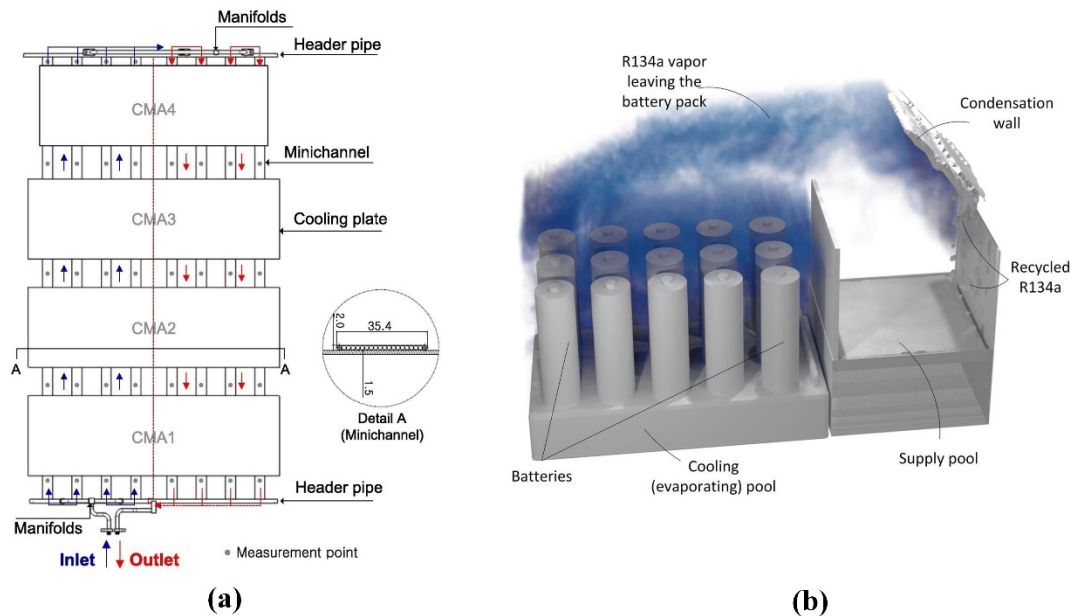 Manifolds
Header pipe
CMA4
Minichannel
CMA3
Cooling plate
CMA2
A
A
2.0
35.4
1.5
Detail A
(Minichannel)
CMA1
Header pipe
Manifolds
Inlet
Outlet
Measurement point
(a)
R134a vapor
leaving the
battery pack
Condensation
wall
Recycled
R134a
Supply pool
Cooling
(evaporating) pool
Batteries
(b)